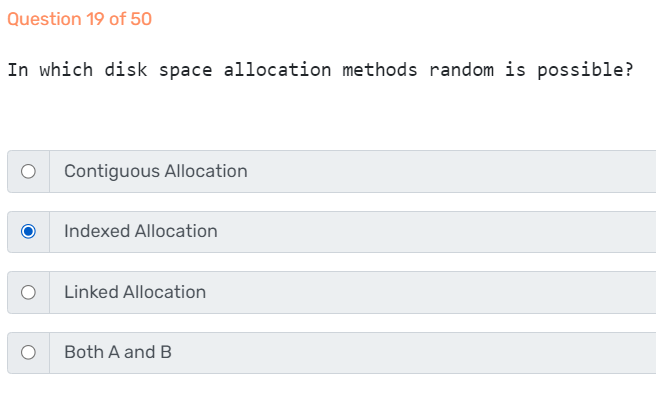 Question 19 of 50
In which disk space allocation methods random is possible?
Contiguous Allocation
Indexed Allocation
Linked Allocation
Both A and B